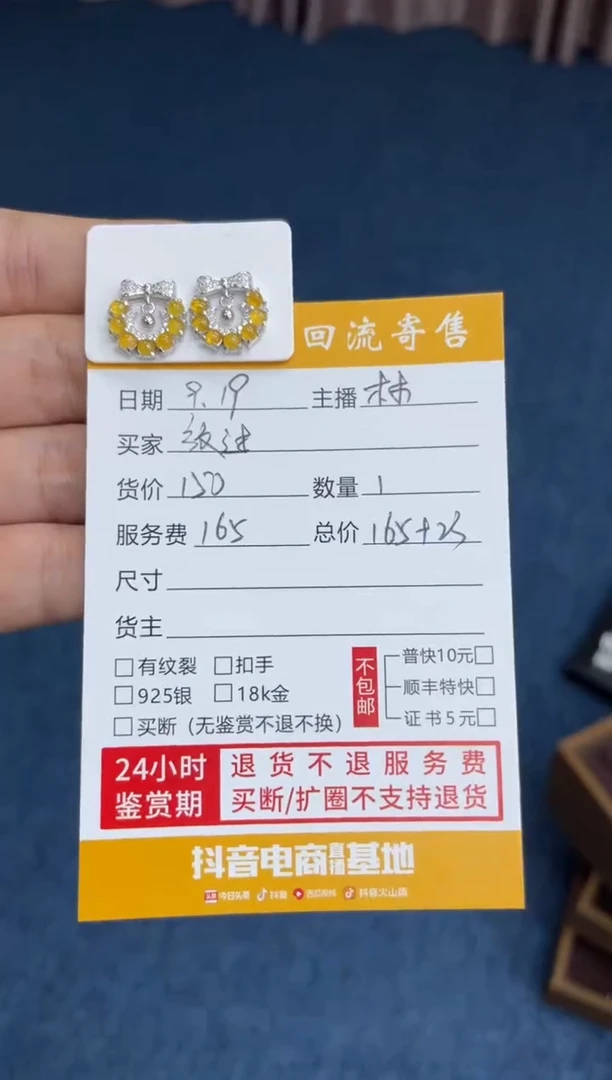 回流寄售
日期 9.19 主播 林
买家
货价 150 数量 1
服务费 165 总价 165+23
尺寸
货主
有纹裂 扣手
925银 18k金
买断（无鉴赏不退不换）
不包邮
普快10元
顺丰特快
证书5元
24小时
鉴赏期
退货不退服务费
买断/扩圈不支持退货
抖音电商直播基地
今日头条 抖音 西瓜视频 抖音火山版